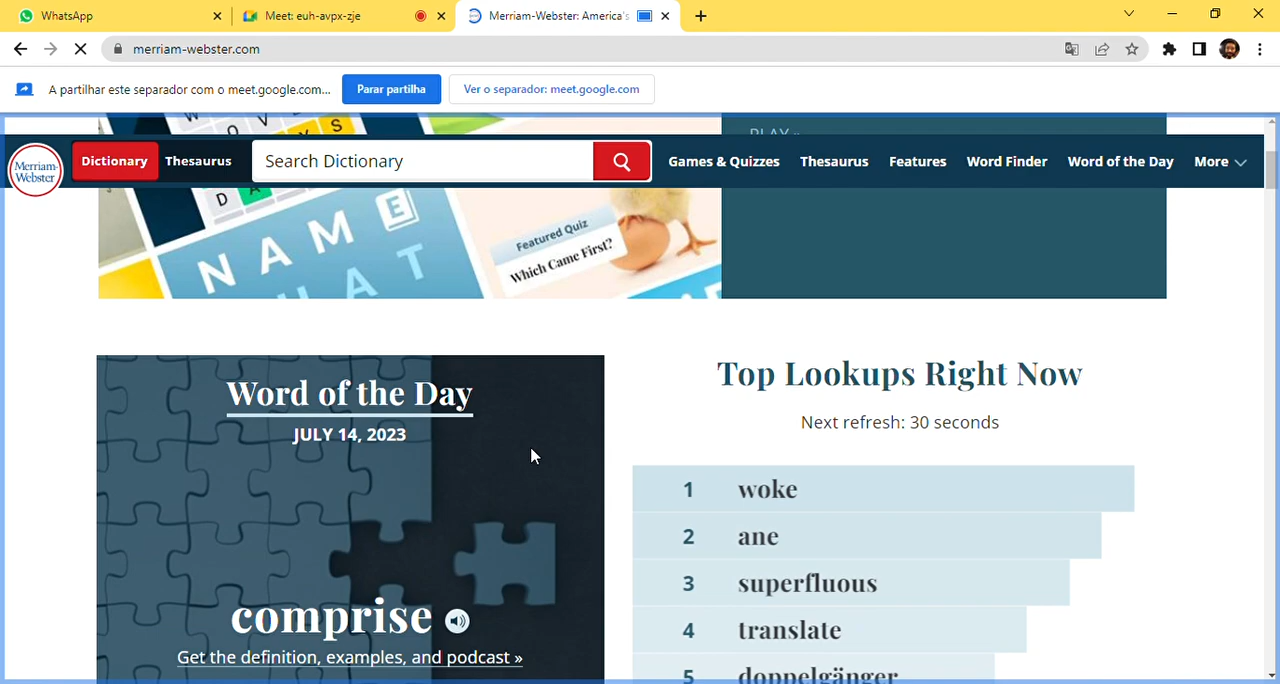 WhatsApp
Meet: euh-avpx-zje
Merriam-Webster: America's
merriam-webster.com
A partilhar este separador com o meet.google.com...
Parar partilha
Ver o separador: meet.google.com
PLAY »
Merriam-
Webster
Dictionary
Thesaurus
Search Dictionary
Games & Quizzes
Thesaurus
Features
Word Finder
Word of the Day
More
S
D
NAME
Featured Quiz
Which Came First?
Word of the Day
JULY 14, 2023
comprise
Get the definition, examples, and podcast »
Top Lookups Right Now
Next refresh: 30 seconds
1 woke
2 ane
3 superfluous
4 translate
5 doppelgänger